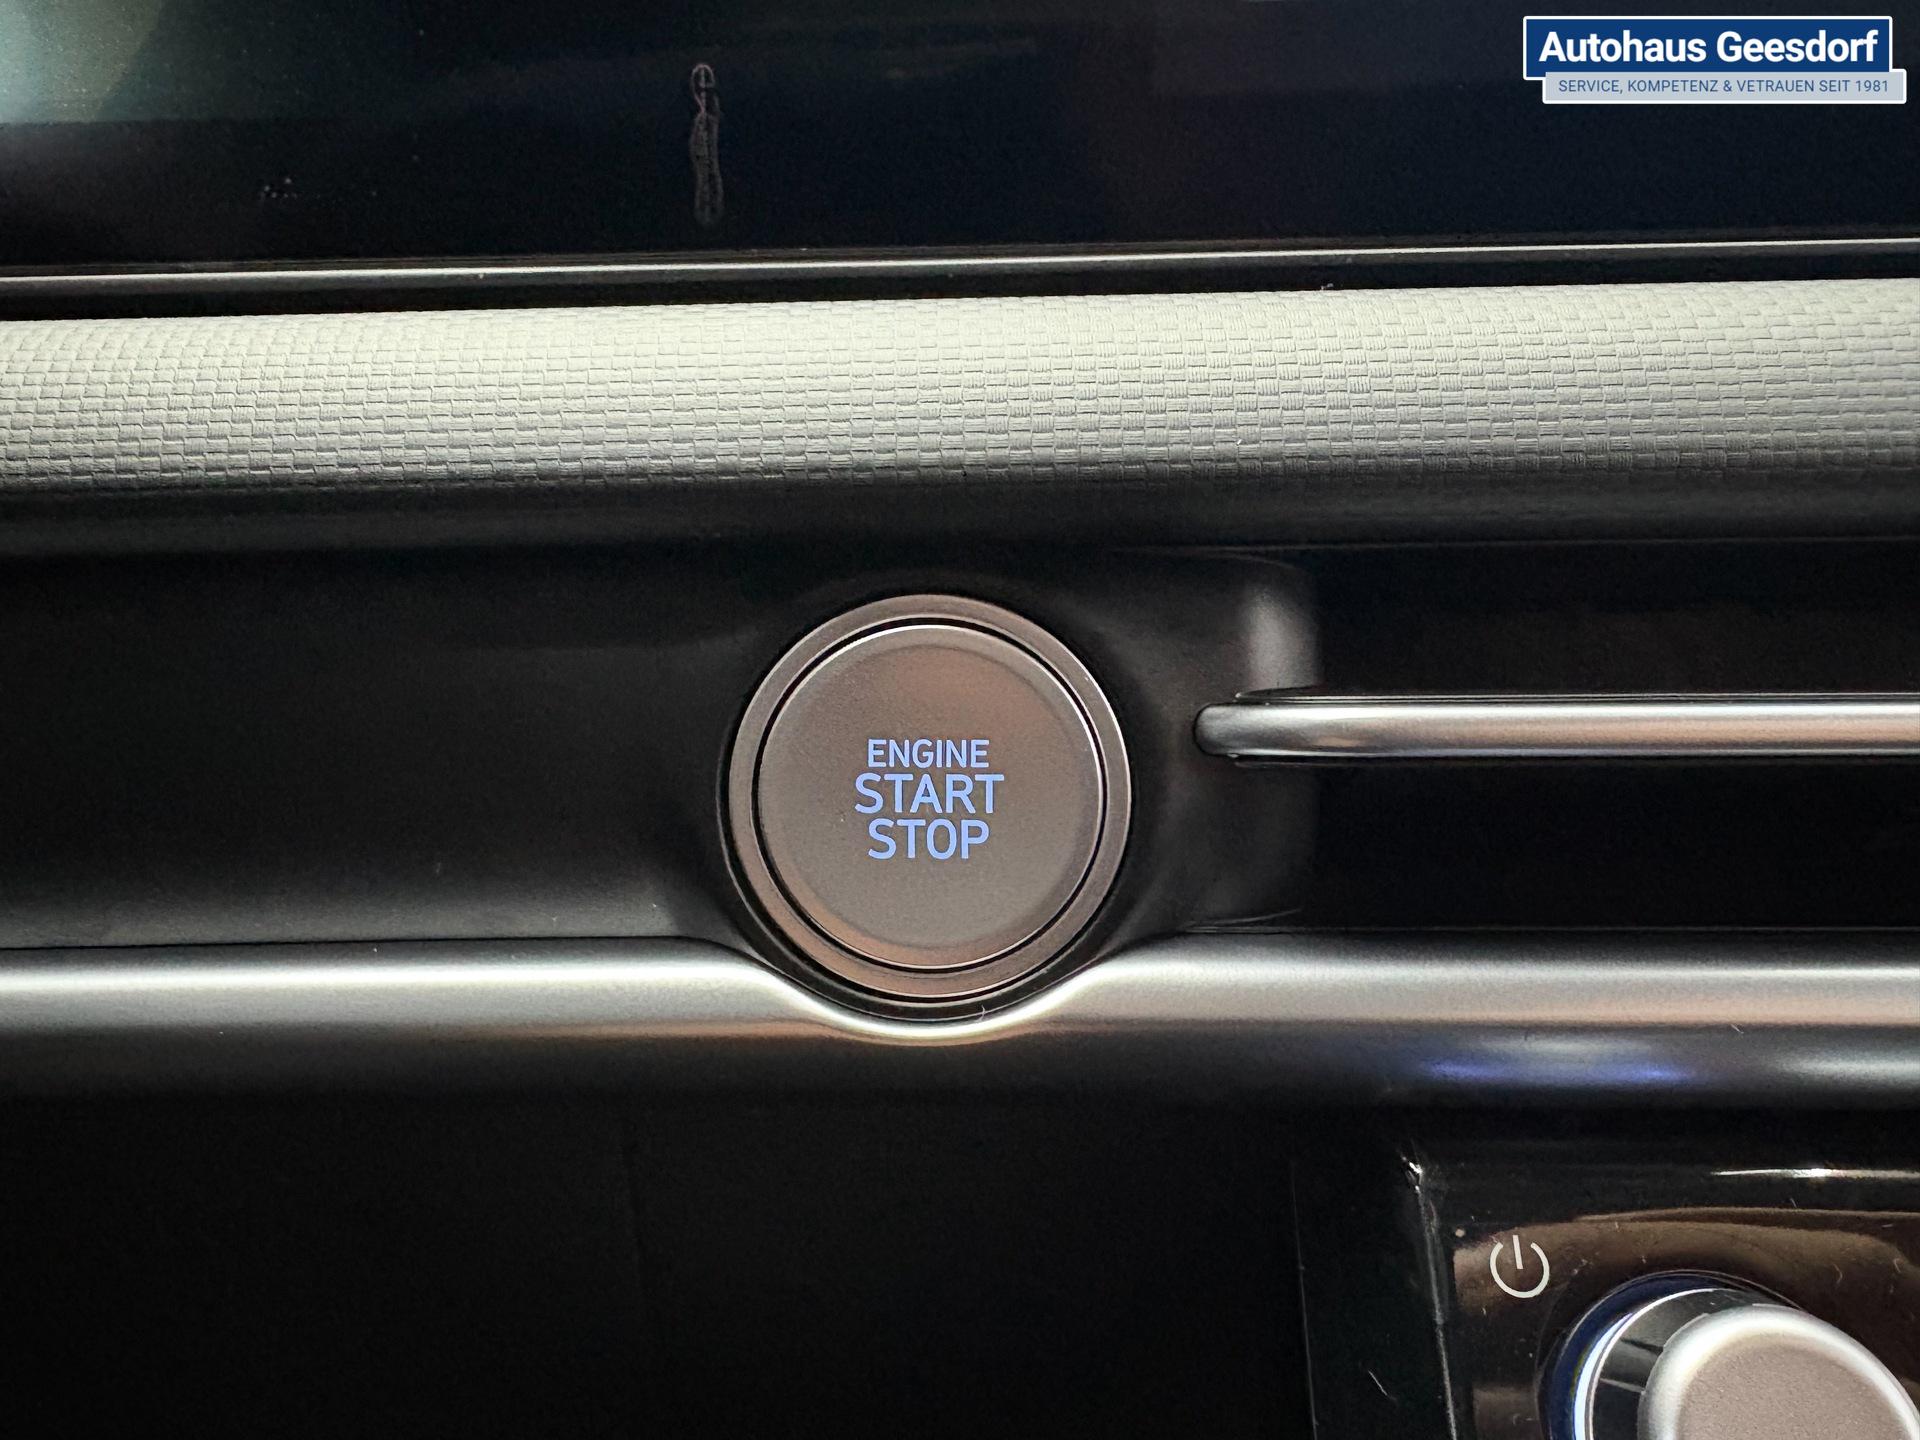 Autohaus Geesdorf
SERVICE, KOMPETENZ & VETRAUEN SEIT 1981
ENGINE
START
STOP